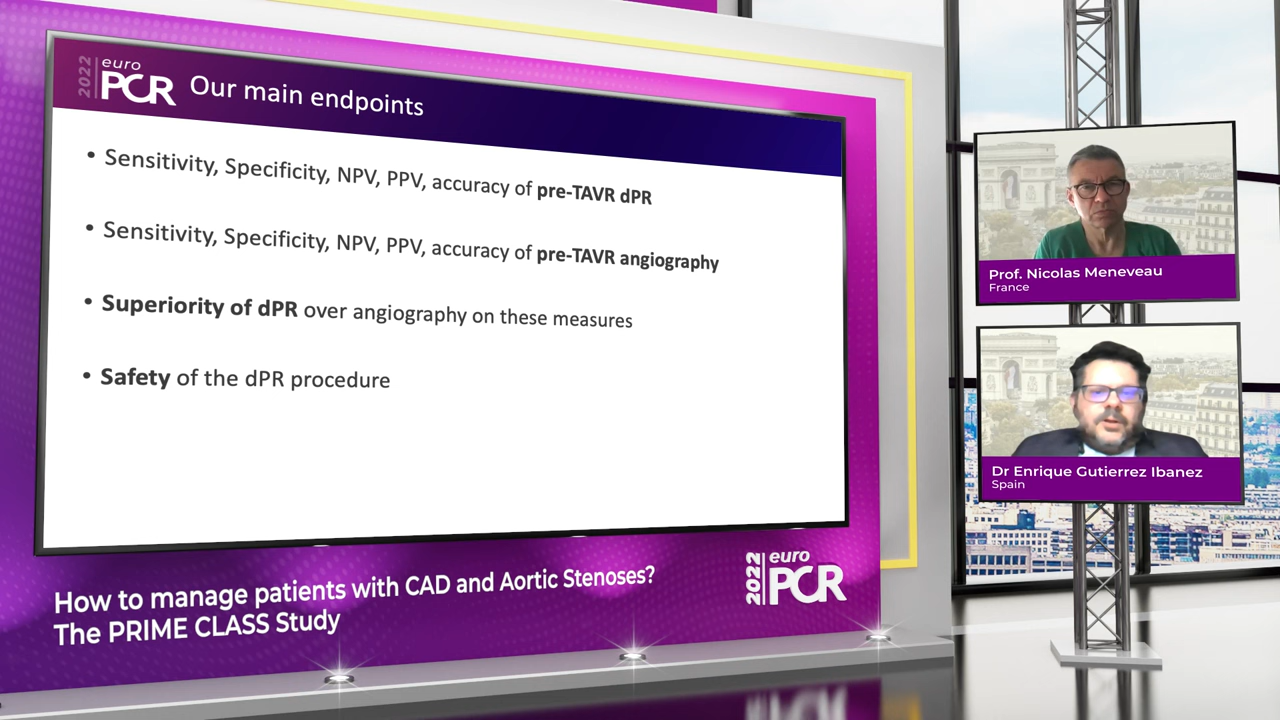 2022 euro PCR
Our main endpoints
• Sensitivity, Specificity, NPV, PPV, accuracy of pre-TAVR dPR
• Sensitivity, Specificity, NPV, PPV, accuracy of pre-TAVR angiography
• Superiority of dPR over angiography on these measures
• Safety of the dPR procedure
How to manage patients with CAD and Aortic Stenoses?
The PRIME CLASS Study
2022 euro PCR
Prof. Nicolas Meneveau
France
Dr Enrique Gutierrez Ibanez
Spain